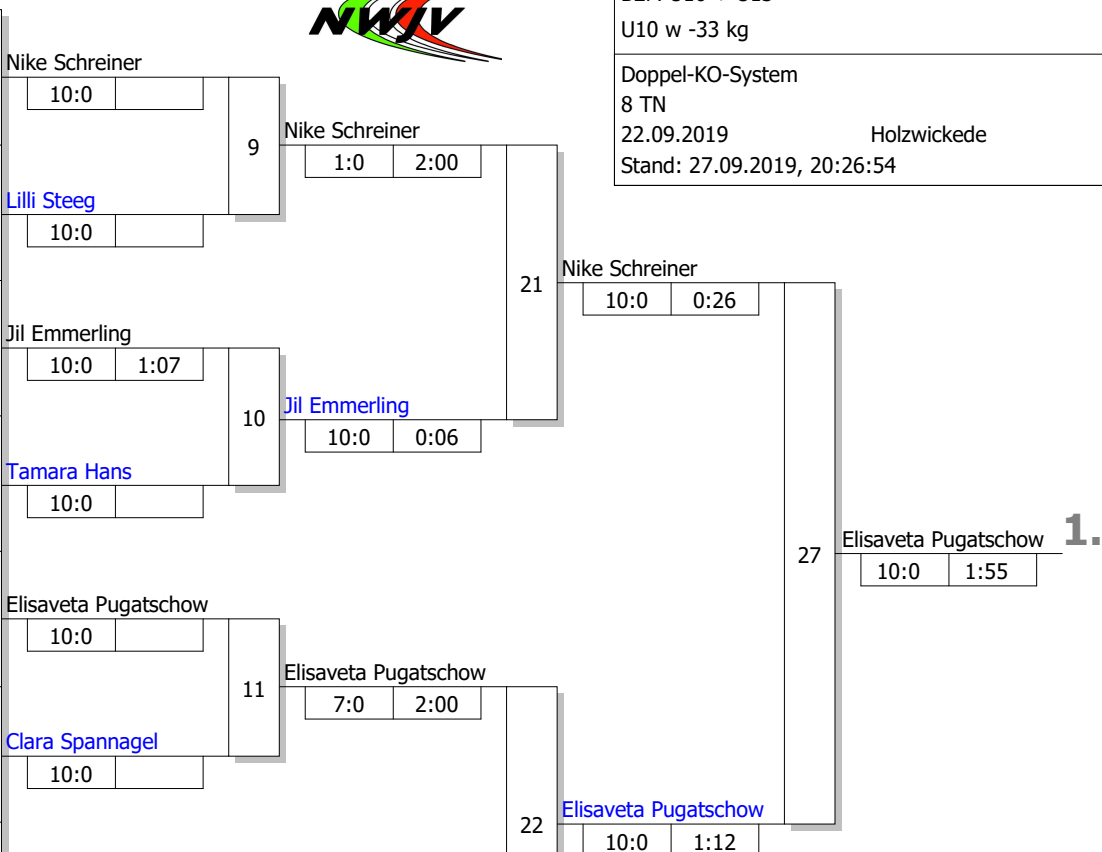 NWJV
U10 w -33 kg
Doppel-KO-System
8 TN
22.09.2019 Holzwickede
Stand: 27.09.2019, 20:26:54
Nike Schreiner
10:0
9
Lilli Steeg
10:0
Nike Schreiner
1:0 2:00
21
Jil Emmerling
10:0 1:07
10
Tamara Hans
10:0
Jil Emmerling
10:0 0:06
Nike Schreiner
10:0 0:26
27
Elisaveta Pugatschow 1.
10:0 1:55
Elisaveta Pugatschow
10:0
11
Clara Spannagel
10:0
Elisaveta Pugatschow
7:0 2:00
22
Elisaveta Pugatschow
10:0 1:12